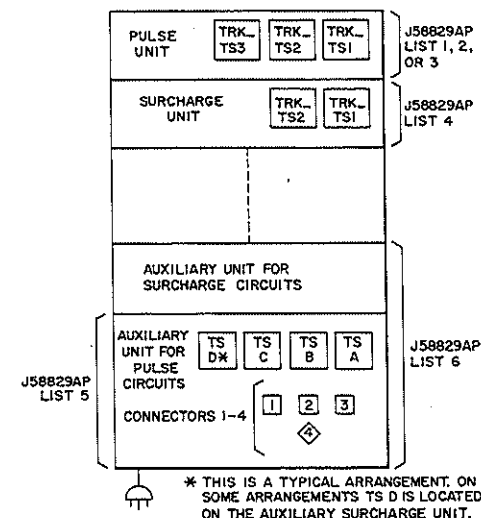 PULSE UNIT
TRK_ TS3
TRK_ TS2
TRK_ TS1
J58829AP
LIST 1, 2,
OR 3
SURCHARGE
UNIT
TRK_ TS2
TRK_ TS1
J58829AP
LIST 4
AUXILIARY UNIT FOR
SURCHARGE CIRCUITS
AUXILIARY
UNIT FOR
PULSE
CIRCUITS
TS D*
TS C
TS B
TS A
J58829AP
LIST 6
J58829AP
LIST 5
CONNECTORS 1-4
1 2 3
4
* THIS IS A TYPICAL ARRANGEMENT. ON
SOME ARRANGEMENTS TS D IS LOCATED
ON THE AUXILIARY SURCHARGE UNIT.